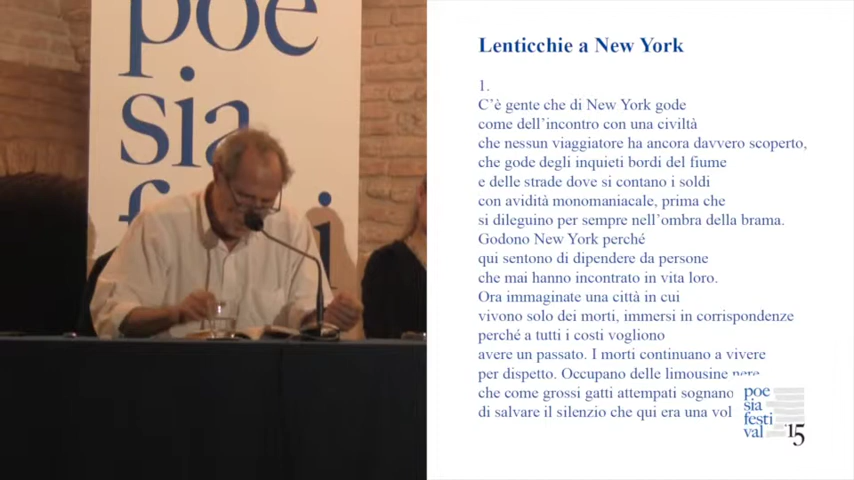 poe
sia
festi
Lenticchie a New York
1.
C'è gente che di New York gode
come dell'incontro con una civiltà
che nessun viaggiatore ha ancora davvero scoperto,
che gode degli inquieti bordi del fiume
e delle strade dove si contano i soldi
con avidità monomaniacale, prima che
si dileguino per sempre nell'ombra della brama.
Godono New York perché
qui sentono di dipendere da persone
che mai hanno incontrato in vita loro.
Ora immaginate una città in cui
vivono solo dei morti, immersi in corrispondenze
perché a tutti i costi vogliono
avere un passato. I morti continuano a vivere
per dispetto. Occupano delle limousine nere
che come grossi gatti attempati sognano
di salvare il silenzio che qui era una vol
poe
sia
festi
val '15